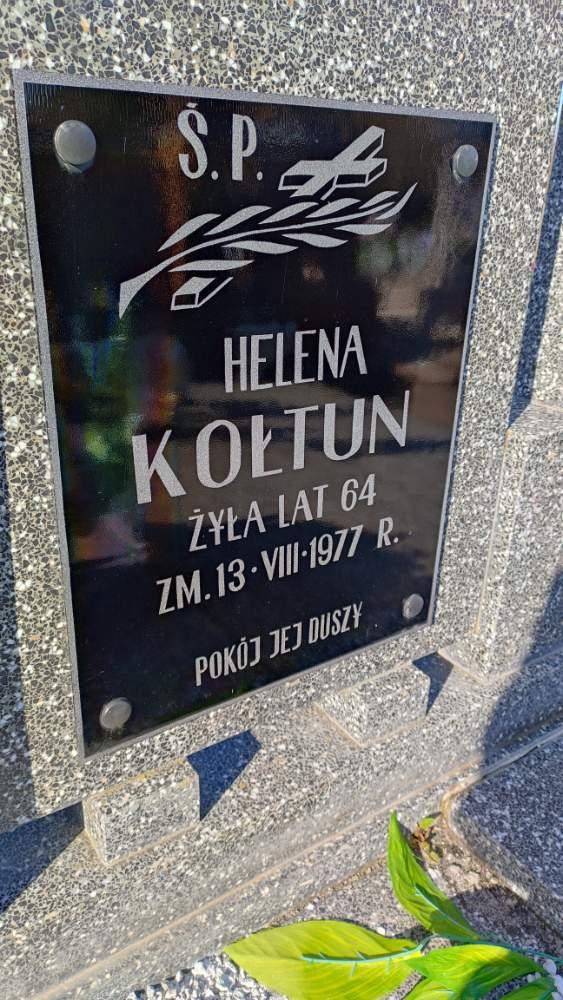 Ś.P.
HELENA
KOŁTUN
ŻYŁA LAT 64
ZM. 13·VIII·1977 R.
POKÓJ JEJ DUSZY